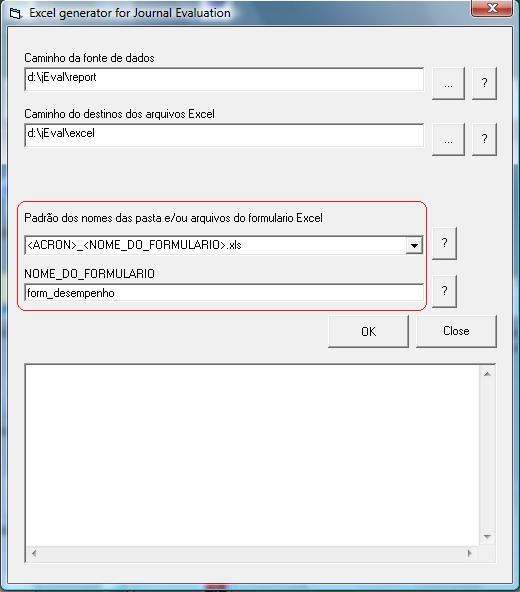 Excel generator for Journal Evaluation
Caminho da fonte de dados
d:\jEval\report
... ?
Caminho do destinos dos arquivos Excel
d:\jEval\excel
... ?
Padrão dos nomes das pasta e/ou arquivos do formulario Excel
<ACRON>_<NOME_DO_FORMULARIO>.xls
?
NOME_DO_FORMULÁRIO
form_desempenho
?
OK Close